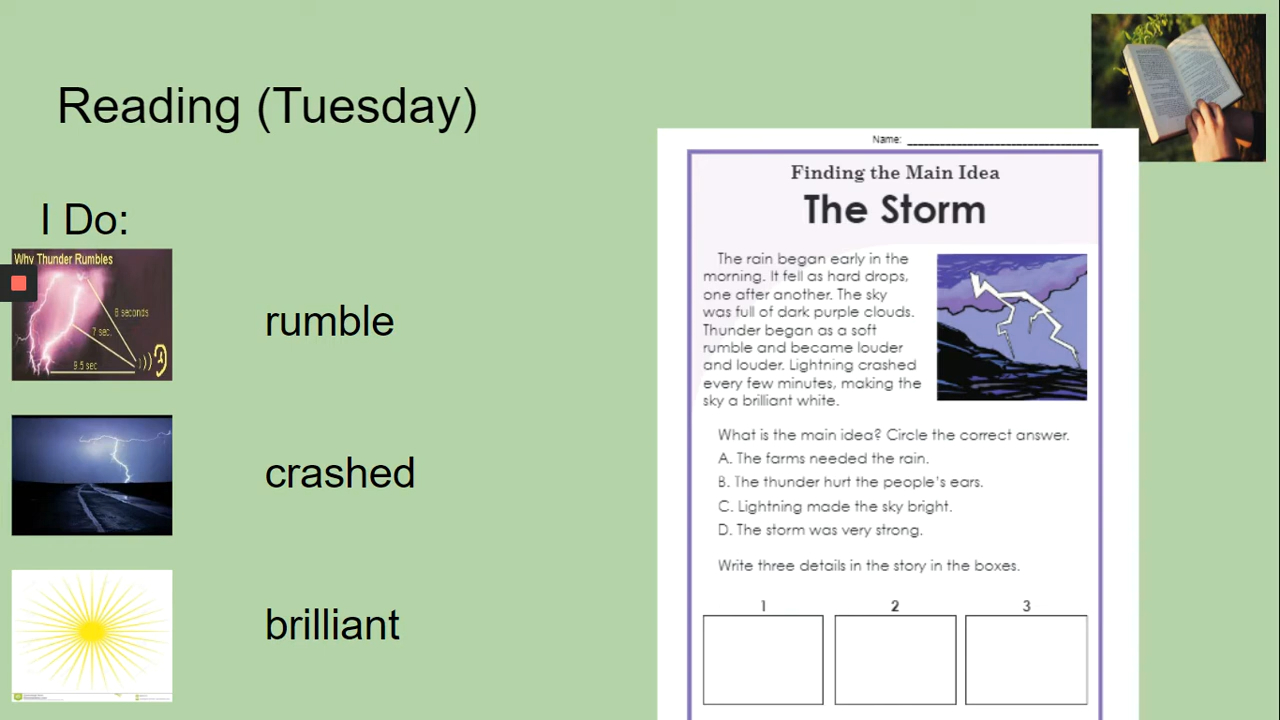 Reading (Tuesday)
I Do:
Why Thunder Rumbles
8 seconds
7 sec.
9.5 sec
rumble
crashed
brilliant
Name:
Finding the Main Idea
The Storm
The rain began early in the
morning. It fell as hard drops,
one after another. The sky
was full of dark purple clouds.
Thunder began as a soft
rumble and became louder
and louder. Lightning crashed
every few minutes, making the
sky a brilliant white.
What is the main idea? Circle the correct answer.
A. The farms needed the rain.
B. The thunder hurt the people's ears.
C. Lightning made the sky bright.
D. The storm was very strong.
Write three details in the story in the boxes.
1 2 3